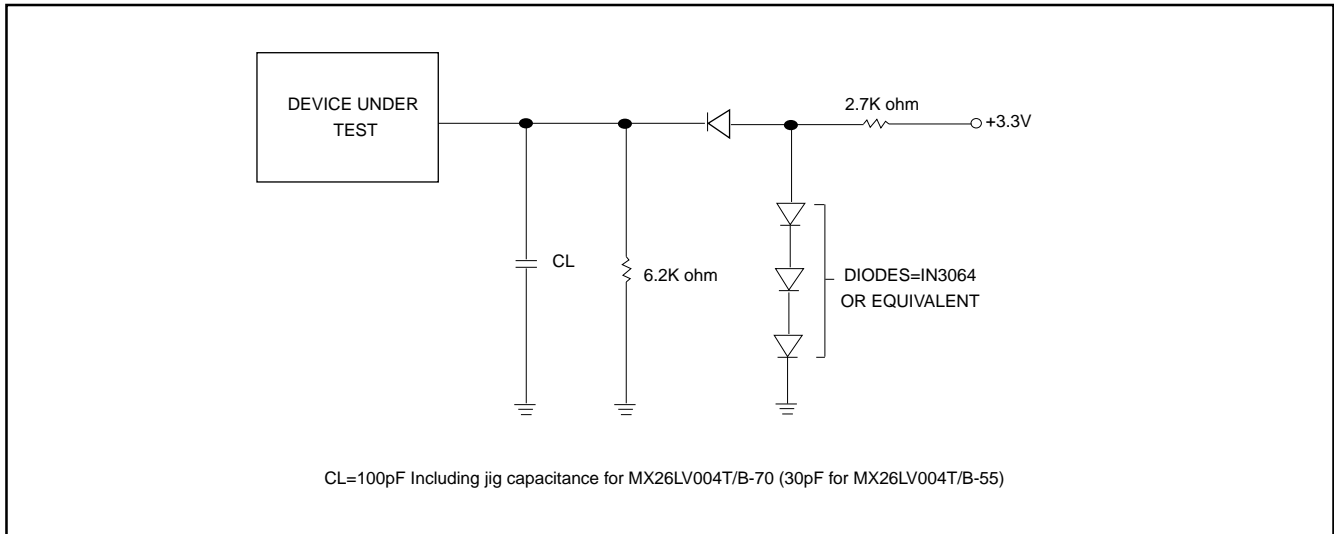 DEVICE UNDER
TEST
2.7K ohm
+3.3V
CL
6.2K ohm
DIODES=IN3064
OR EQUIVALENT
CL=100pF Including jig capacitance for MX26LV004T/B-70 (30pF for MX26LV004T/B-55)